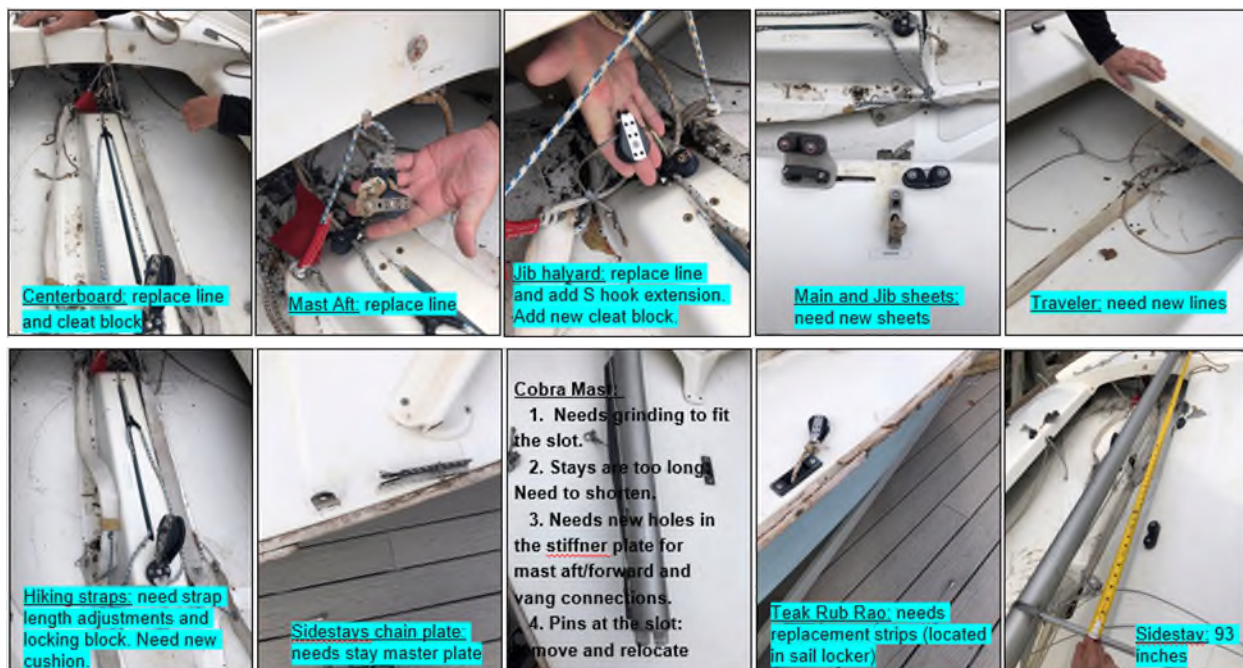 Centerboard: replace line
and cleat block
Mast Aft: replace line
Jib halyard: replace line
and add S hook extension.
Add new cleat block.
Main and Jib sheets:
need new sheets
Traveler: need new lines
Hiking straps: need strap
length adjustments and
locking block. Need new
cushion.
Sidestays chain plate:
needs stay master plate
Cobra Mast:
1. Needs grinding to fit
the slot.
2. Stays are too long.
Need to shorten.
3. Needs new holes in
the stiffner plate for
mast aft/forward and
vang connections.
4. Pins at the slot:
remove and relocate
Teak Rub Rao: needs
replacement strips (located
in sail locker)
Sidestay: 93
inches